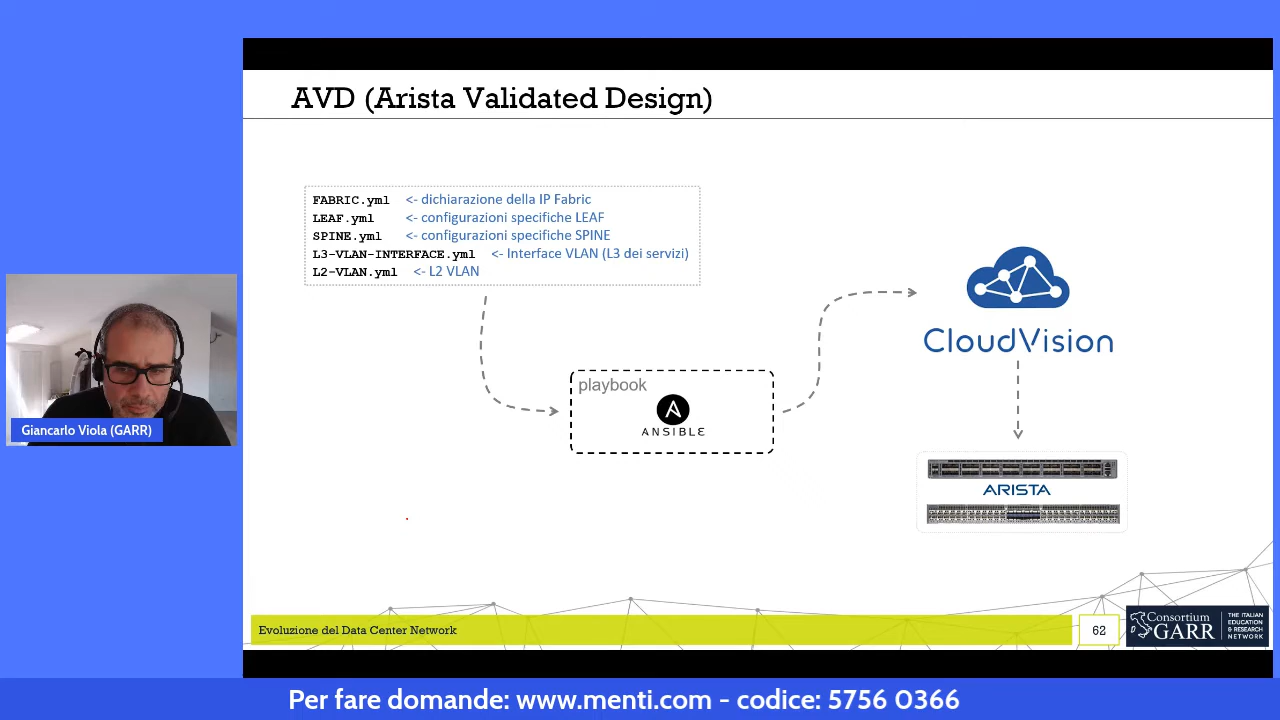 AVD (Arista Validated Design)
FABRIC.yml <- dichiarazione della IP Fabric
LEAF.yml <- configurazioni specifiche LEAF
SPINE.yml <- configurazioni specifiche SPINE
L3-VLAN-INTERFACE.yml <- Interface VLAN (L3 dei servizi)
L2-VLAN.yml <- L2 VLAN
CloudVision
playbook
ANSIBLE
ARISTA
Giancarlo Viola (GARR)
Evoluzione del Data Center Network
62
Consortium
GARR
THE ITALIAN
EDUCATION
& RESEARCH
NETWORK
Per fare domande: www.menti.com - codice: 5756 0366